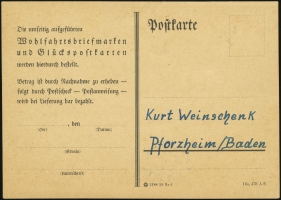 Die umseitig aufgeführten
Wohlfahrtsbriefmarken
und Glückspostkarten
werden hierdurch bestellt.
Betrag ist durch Nachnahme zu erheben —
folgt durch Postscheck — Postanweisung —
wird bei Lieferung bar bezahlt.
, den
(Ort) (Datum)
(Straße)
(Unterschrift)
Postkarte
Kurt Weinschenk
Pforzheim/Baden